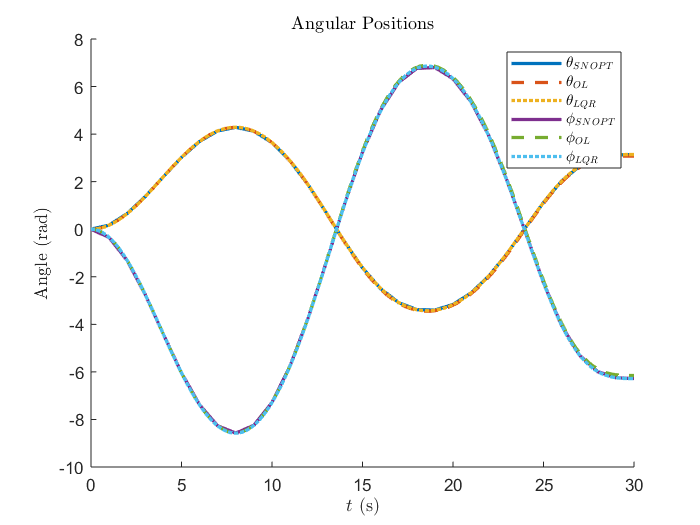 Angular Positions
8
6
4
2
0
-2
-4
-6
-8
-10
Angle (rad)
θ_SNOPT
θ_OL
θ_LQR
ϕ_SNOPT
ϕ_OL
ϕ_LQR
0 5 10 15 20 25 30
t (s)